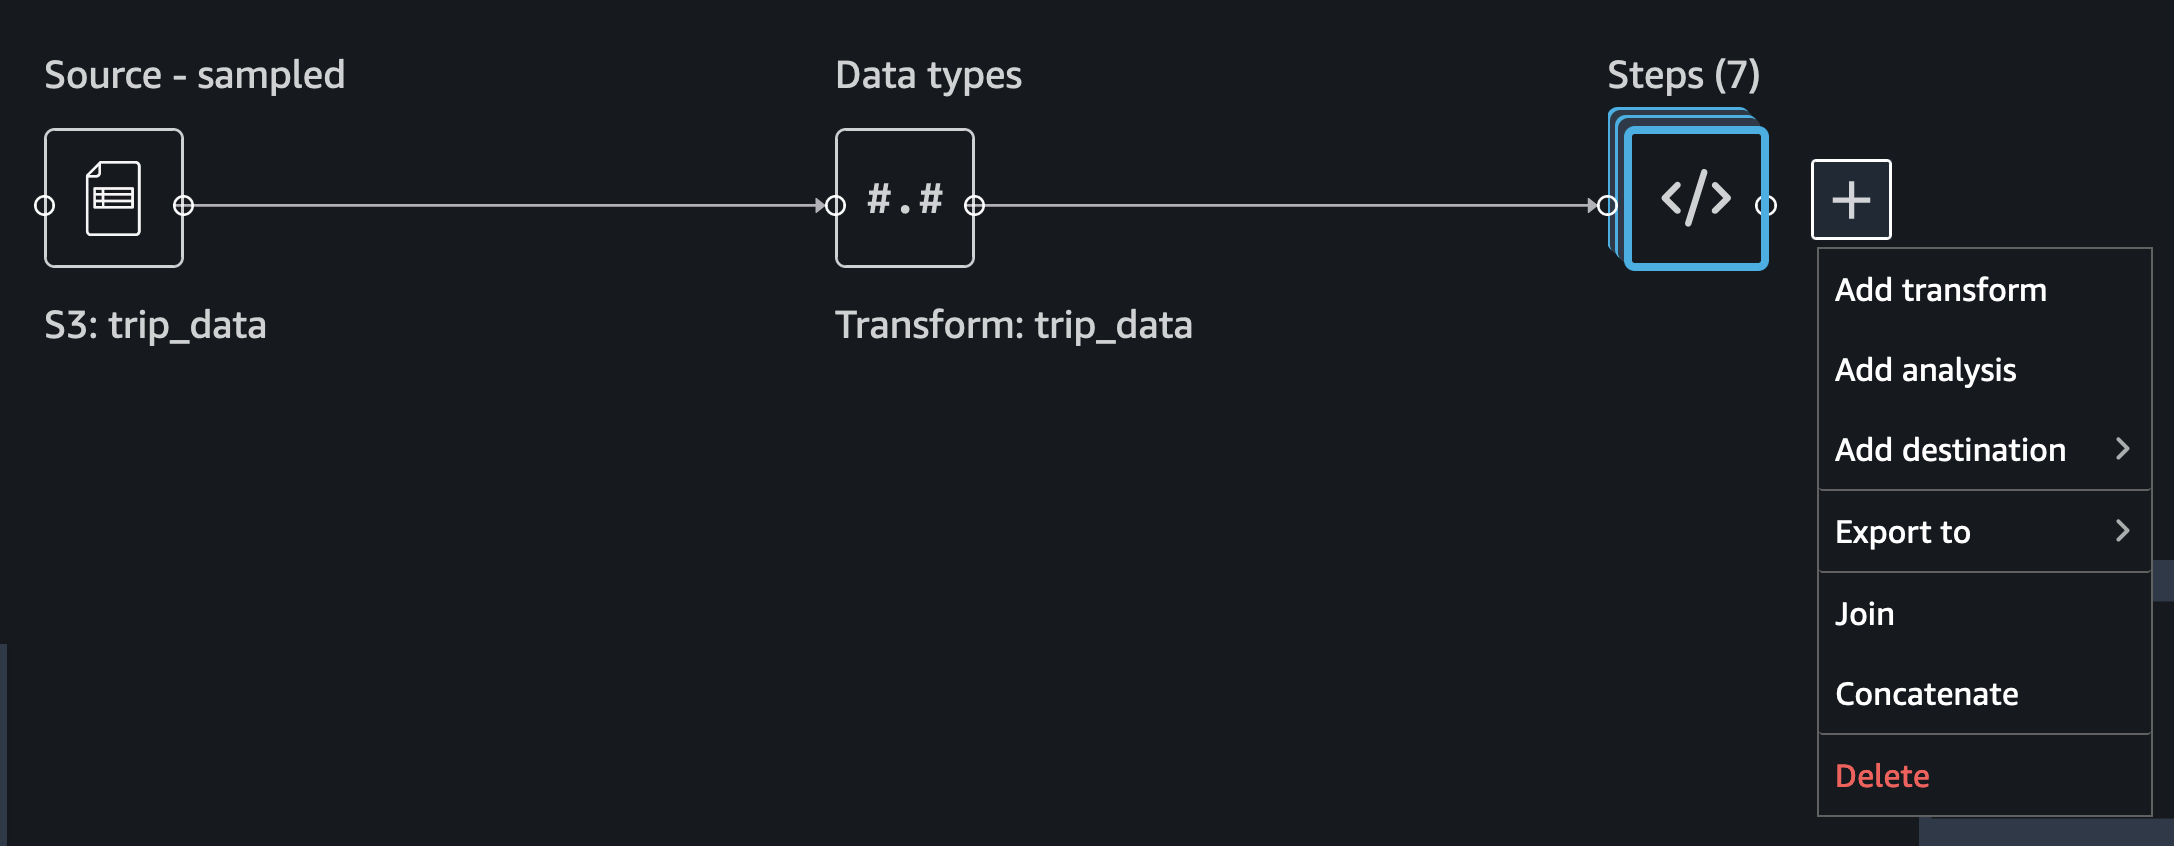 Source - sampled
Data types
Steps (7)
#.#
</>
S3: trip_data
Transform: trip_data
Add transform
Add analysis
Add destination
Export to
Join
Concatenate
Delete